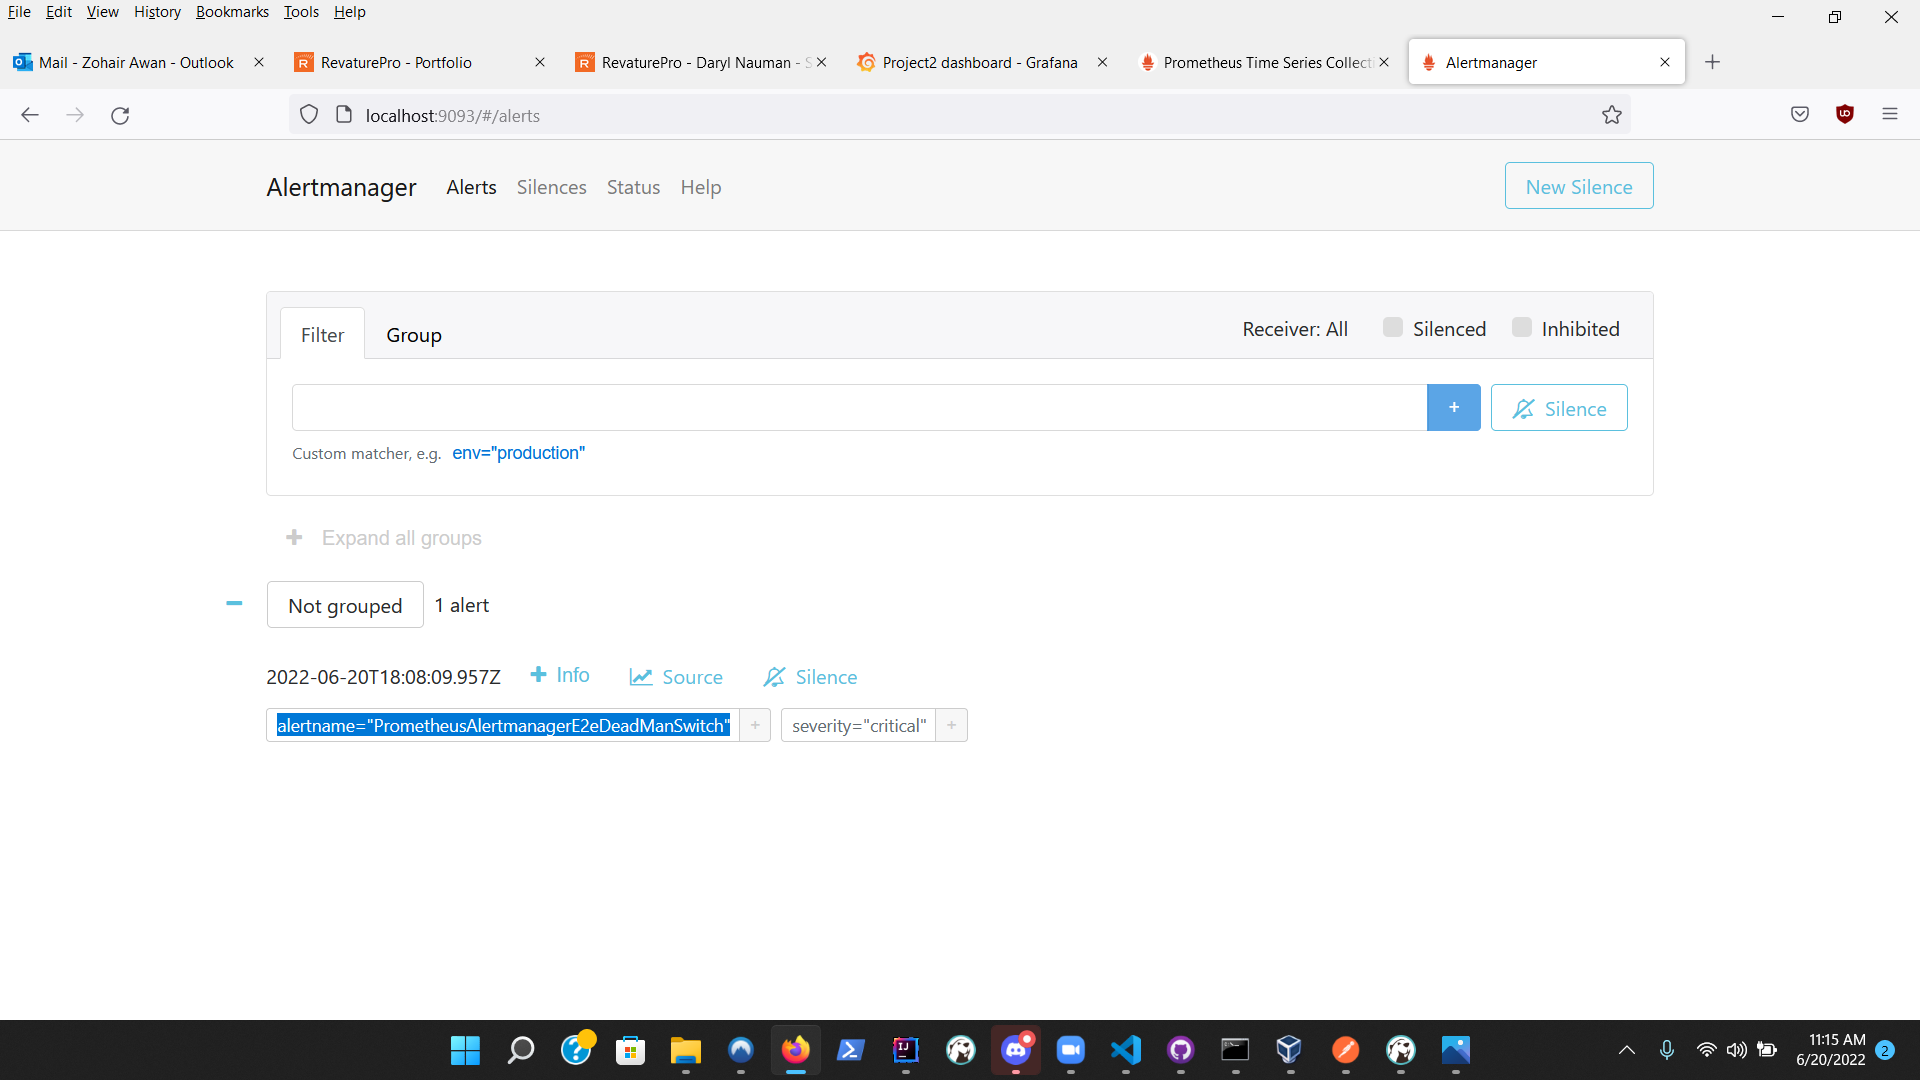 File Edit View History Bookmarks Tools Help
Mail - Zohair Awan - Outlook
RevaturePro - Portfolio
RevaturePro - Daryl Nauman - S
Project2 dashboard - Grafana
Prometheus Time Series Collecti
Alertmanager
localhost:9093/#/alerts
Alertmanager Alerts Silences Status Help New Silence
Filter Group Receiver: All Silenced Inhibited
+ Silence
Custom matcher, e.g. env="production"
+ Expand all groups
Not grouped 1 alert
2022-06-20T18:08:09.957Z + Info Source Silence
alertname="PrometheusAlertmanagerE2eDeadManSwitch" + severity="critical" +
11:15 AM
6/20/2022 2